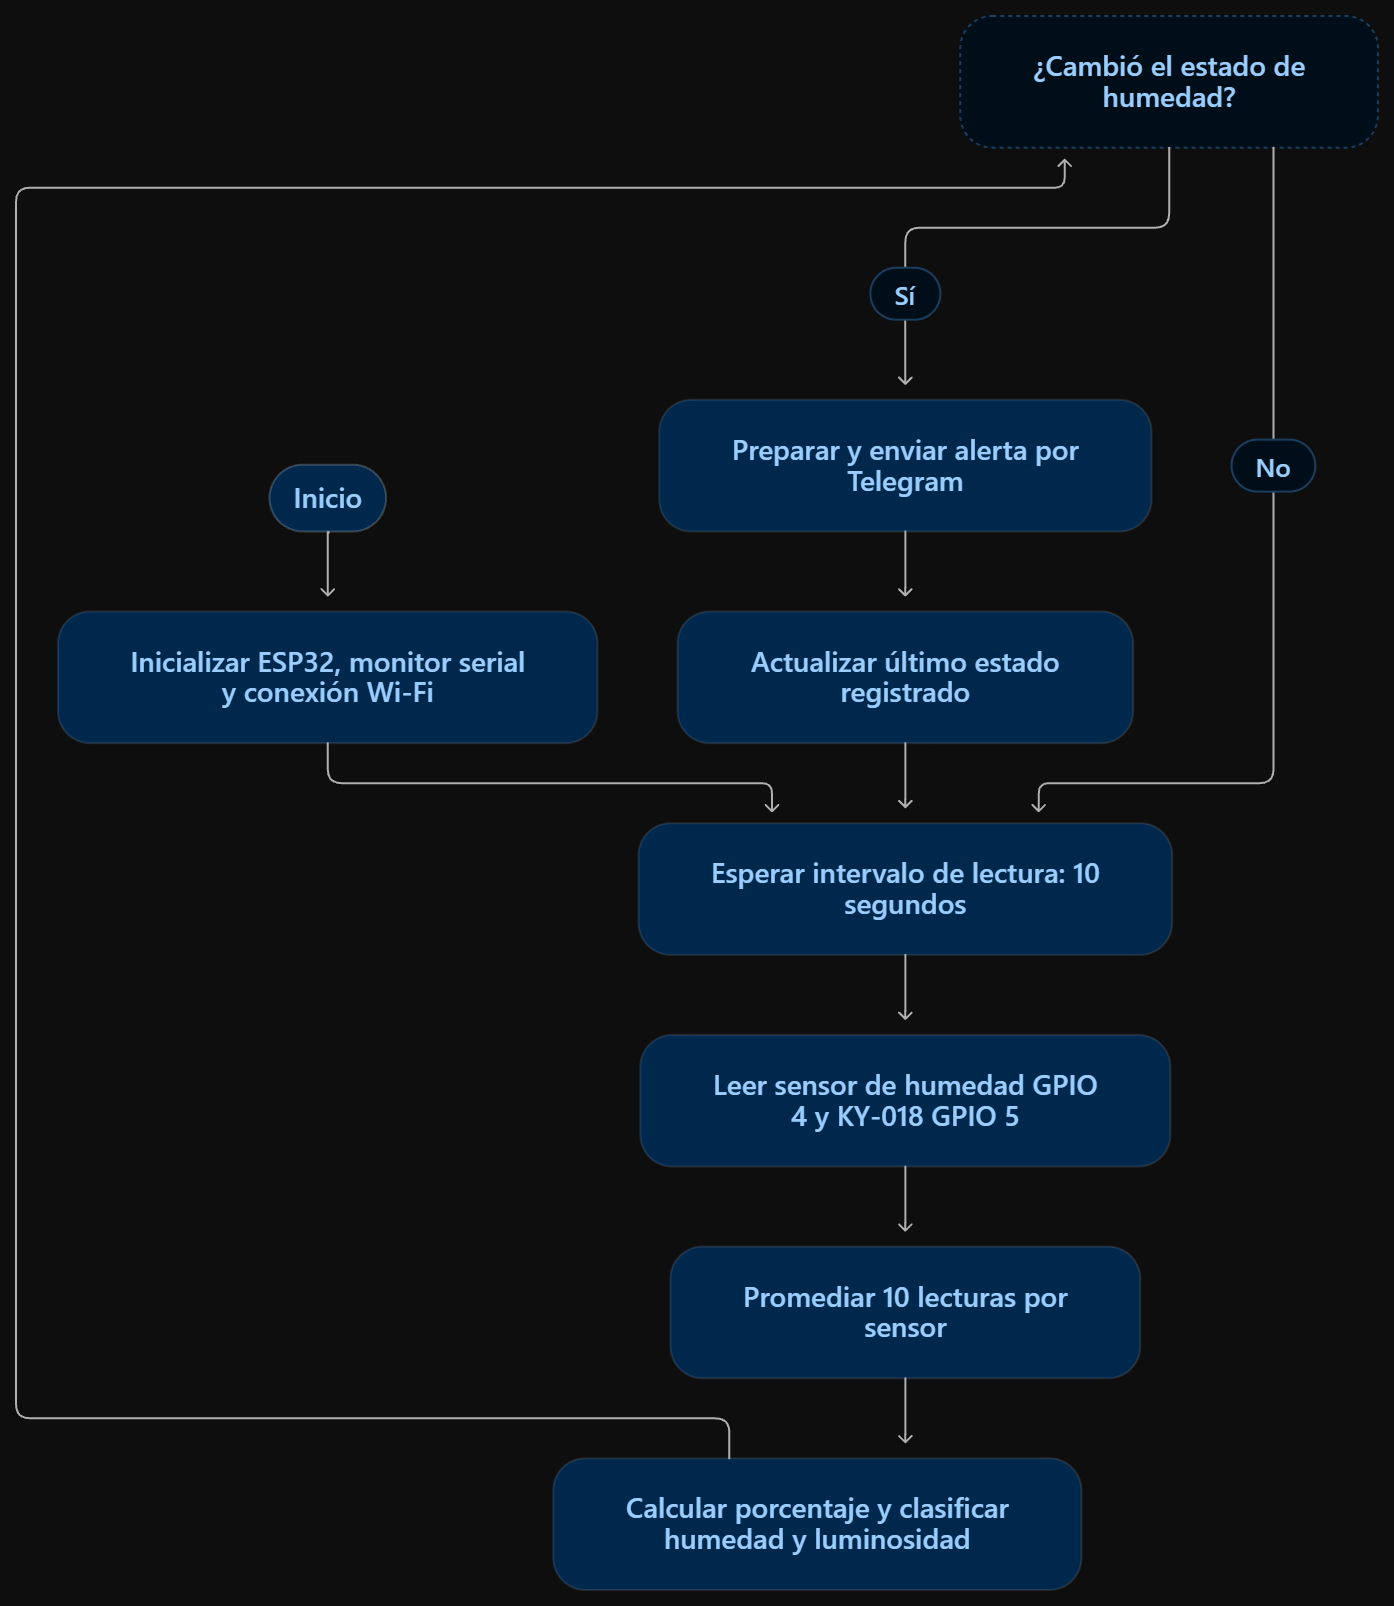 ¿Cambió el estado de
humedad?
Sí
Preparar y enviar alerta por
Telegram
No
Inicio
Inicializar ESP32, monitor serial
y conexión Wi-Fi
Actualizar último estado
registrado
Esperar intervalo de lectura: 10
segundos
Leer sensor de humedad GPIO
4 y KY-018 GPIO 5
Promediar 10 lecturas por
sensor
Calcular porcentaje y clasificar
humedad y luminosidad